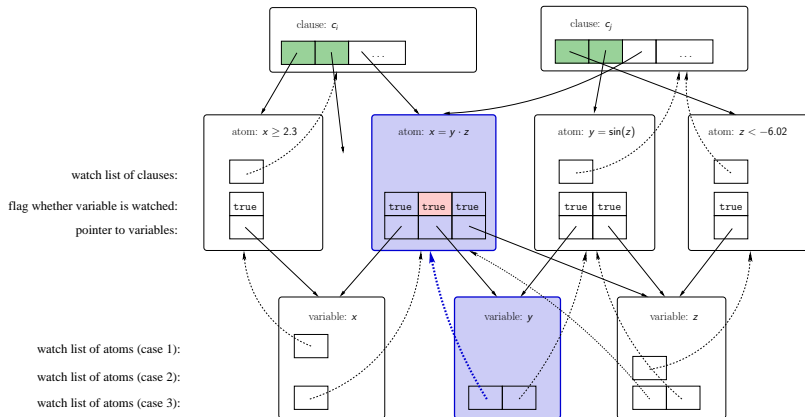 clause: cᵢ
clause: cⱼ
...
...
atom: x ≥ 2.3
atom: x = y · z
atom: y = sin(z)
atom: z < −6.02
watch list of clauses:
flag whether variable is watched:
true
true
true
true
true
true
true
pointer to variables:
variable: x
variable: y
variable: z
watch list of atoms (case 1):
watch list of atoms (case 2):
watch list of atoms (case 3):